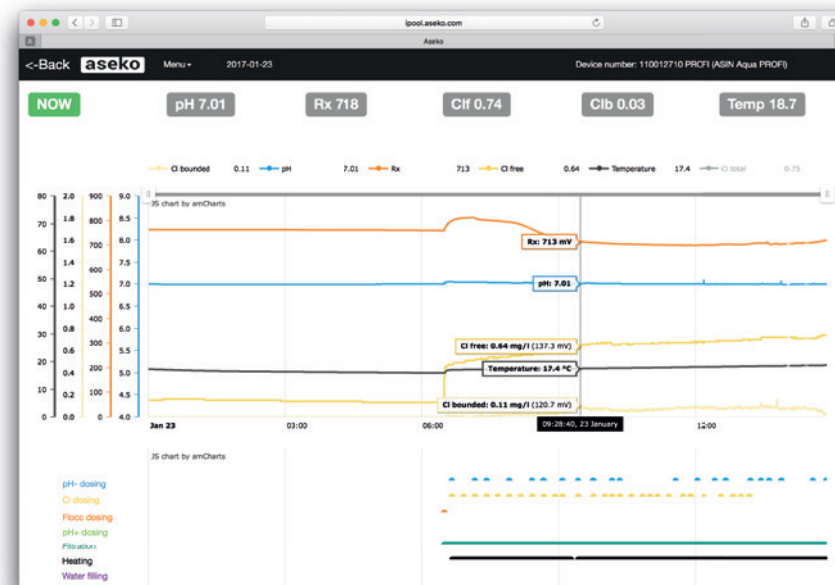 ipool.aseko.com
Aseko
<-Back aseko Menu 2017-01-23 Device number: 110012710 PROFI (ASIN Aqua PROFI)
NOW pH 7.01 Rx 718 Clf 0.74 Clb 0.03 Temp 18.7
Cl bounded 0.11 pH 7.01 Rx 713 Cl free 0.64 Temperature 17.4 Cl total 0.75
JS chart by amCharts
80 2.0 900 9.0
70 1.8 800 8.5
60 1.6 700 8.0
50 1.4 600 7.5
40 1.2 500 7.0
30 1.0 400 6.5
20 0.8 300 6.0
10 0.6 200 5.5
0 0.4 100 5.0
0.2 0 4.5
0.0 4.0
Rx: 713 mV
pH: 7.01
Cl free: 0.64 mg/l (137.3 mV)
Temperature: 17.4 °C
Cl bounded: 0.11 mg/l (120.7 mV)
Jan 23 03:00 06:00 09:28:40, 23 January 12:00
JS chart by amCharts
pH- dosing
Cl dosing
Flocc dosing
pH+ dosing
Filtration
Heating
Water filling